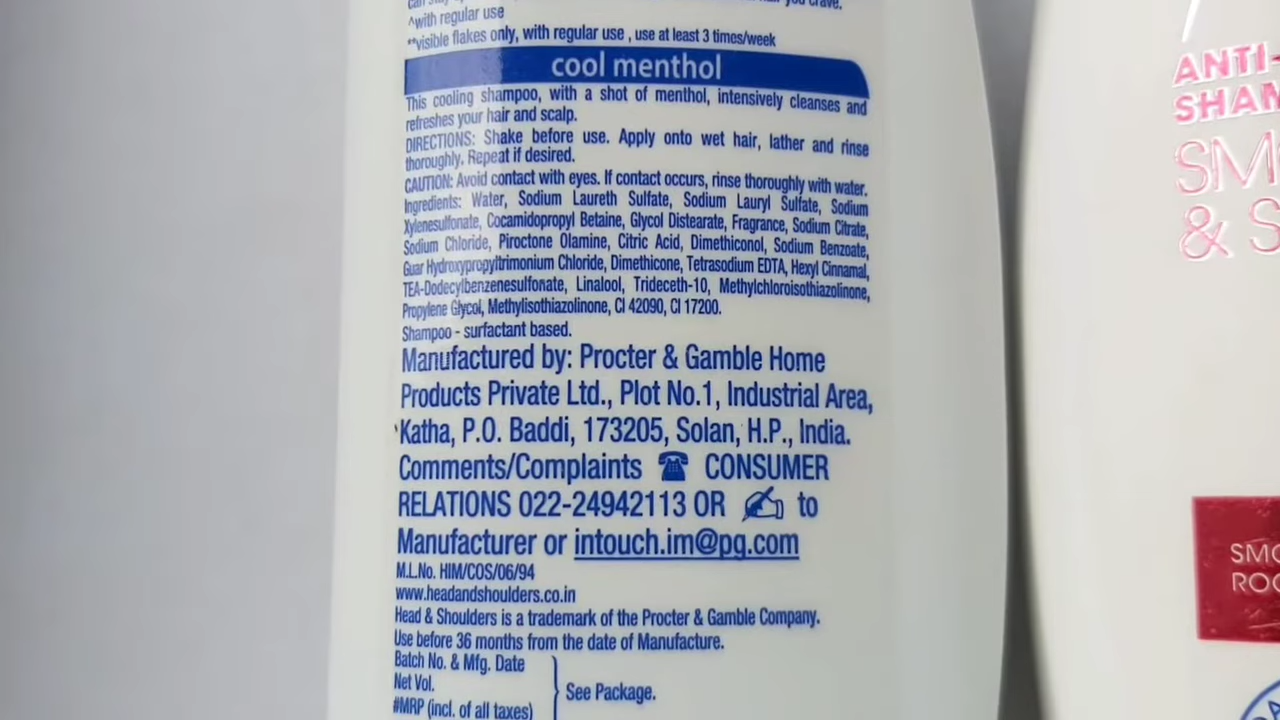 you crave.
^with regular use
**visible flakes only, with regular use , use at least 3 times/week
cool menthol
This cooling shampoo, with a shot of menthol, intensively cleanses and
refreshes your hair and scalp.
DIRECTIONS: Shake before use. Apply onto wet hair, lather and rinse
thoroughly. Repeat if desired.
CAUTION: Avoid contact with eyes. If contact occurs, rinse thoroughly with water.
Ingredients: Water, Sodium Laureth Sulfate, Sodium Lauryl Sulfate, Sodium
Xylenesulfonate, Cocamidopropyl Betaine, Glycol Distearate, Fragrance, Sodium Citrate,
Sodium Chloride, Piroctone Olamine, Citric Acid, Dimethiconol, Sodium Benzoate,
Guar Hydroxypropyltrimonium Chloride, Dimethicone, Tetrasodium EDTA, Hexyl Cinnamal,
TEA-Dodecylbenzenesulfonate, Linalool, Trideceth-10, Methylchloroisothiazolinone,
Propylene Glycol, Methylisothiazolinone, CI 42090, CI 17200.
Shampoo - surfactant based.
Manufactured by: Procter & Gamble Home
Products Private Ltd., Plot No.1, Industrial Area,
Katha, P.O. Baddi, 173205, Solan, H.P., India.
Comments/Complaints ☎ CONSUMER
RELATIONS 022-24942113 OR ✍ to
Manufacturer or intouch.im@pg.com
M.L.No. HIM/COS/06/94
www.headandshoulders.co.in
Head & Shoulders is a trademark of the Procter & Gamble Company.
Use before 36 months from the date of Manufacture.
Batch No. & Mfg. Date
Net Vol.
#MRP (incl. of all taxes)
See Package.
ANTI-
SHAM
SM
& S
SMO
ROO